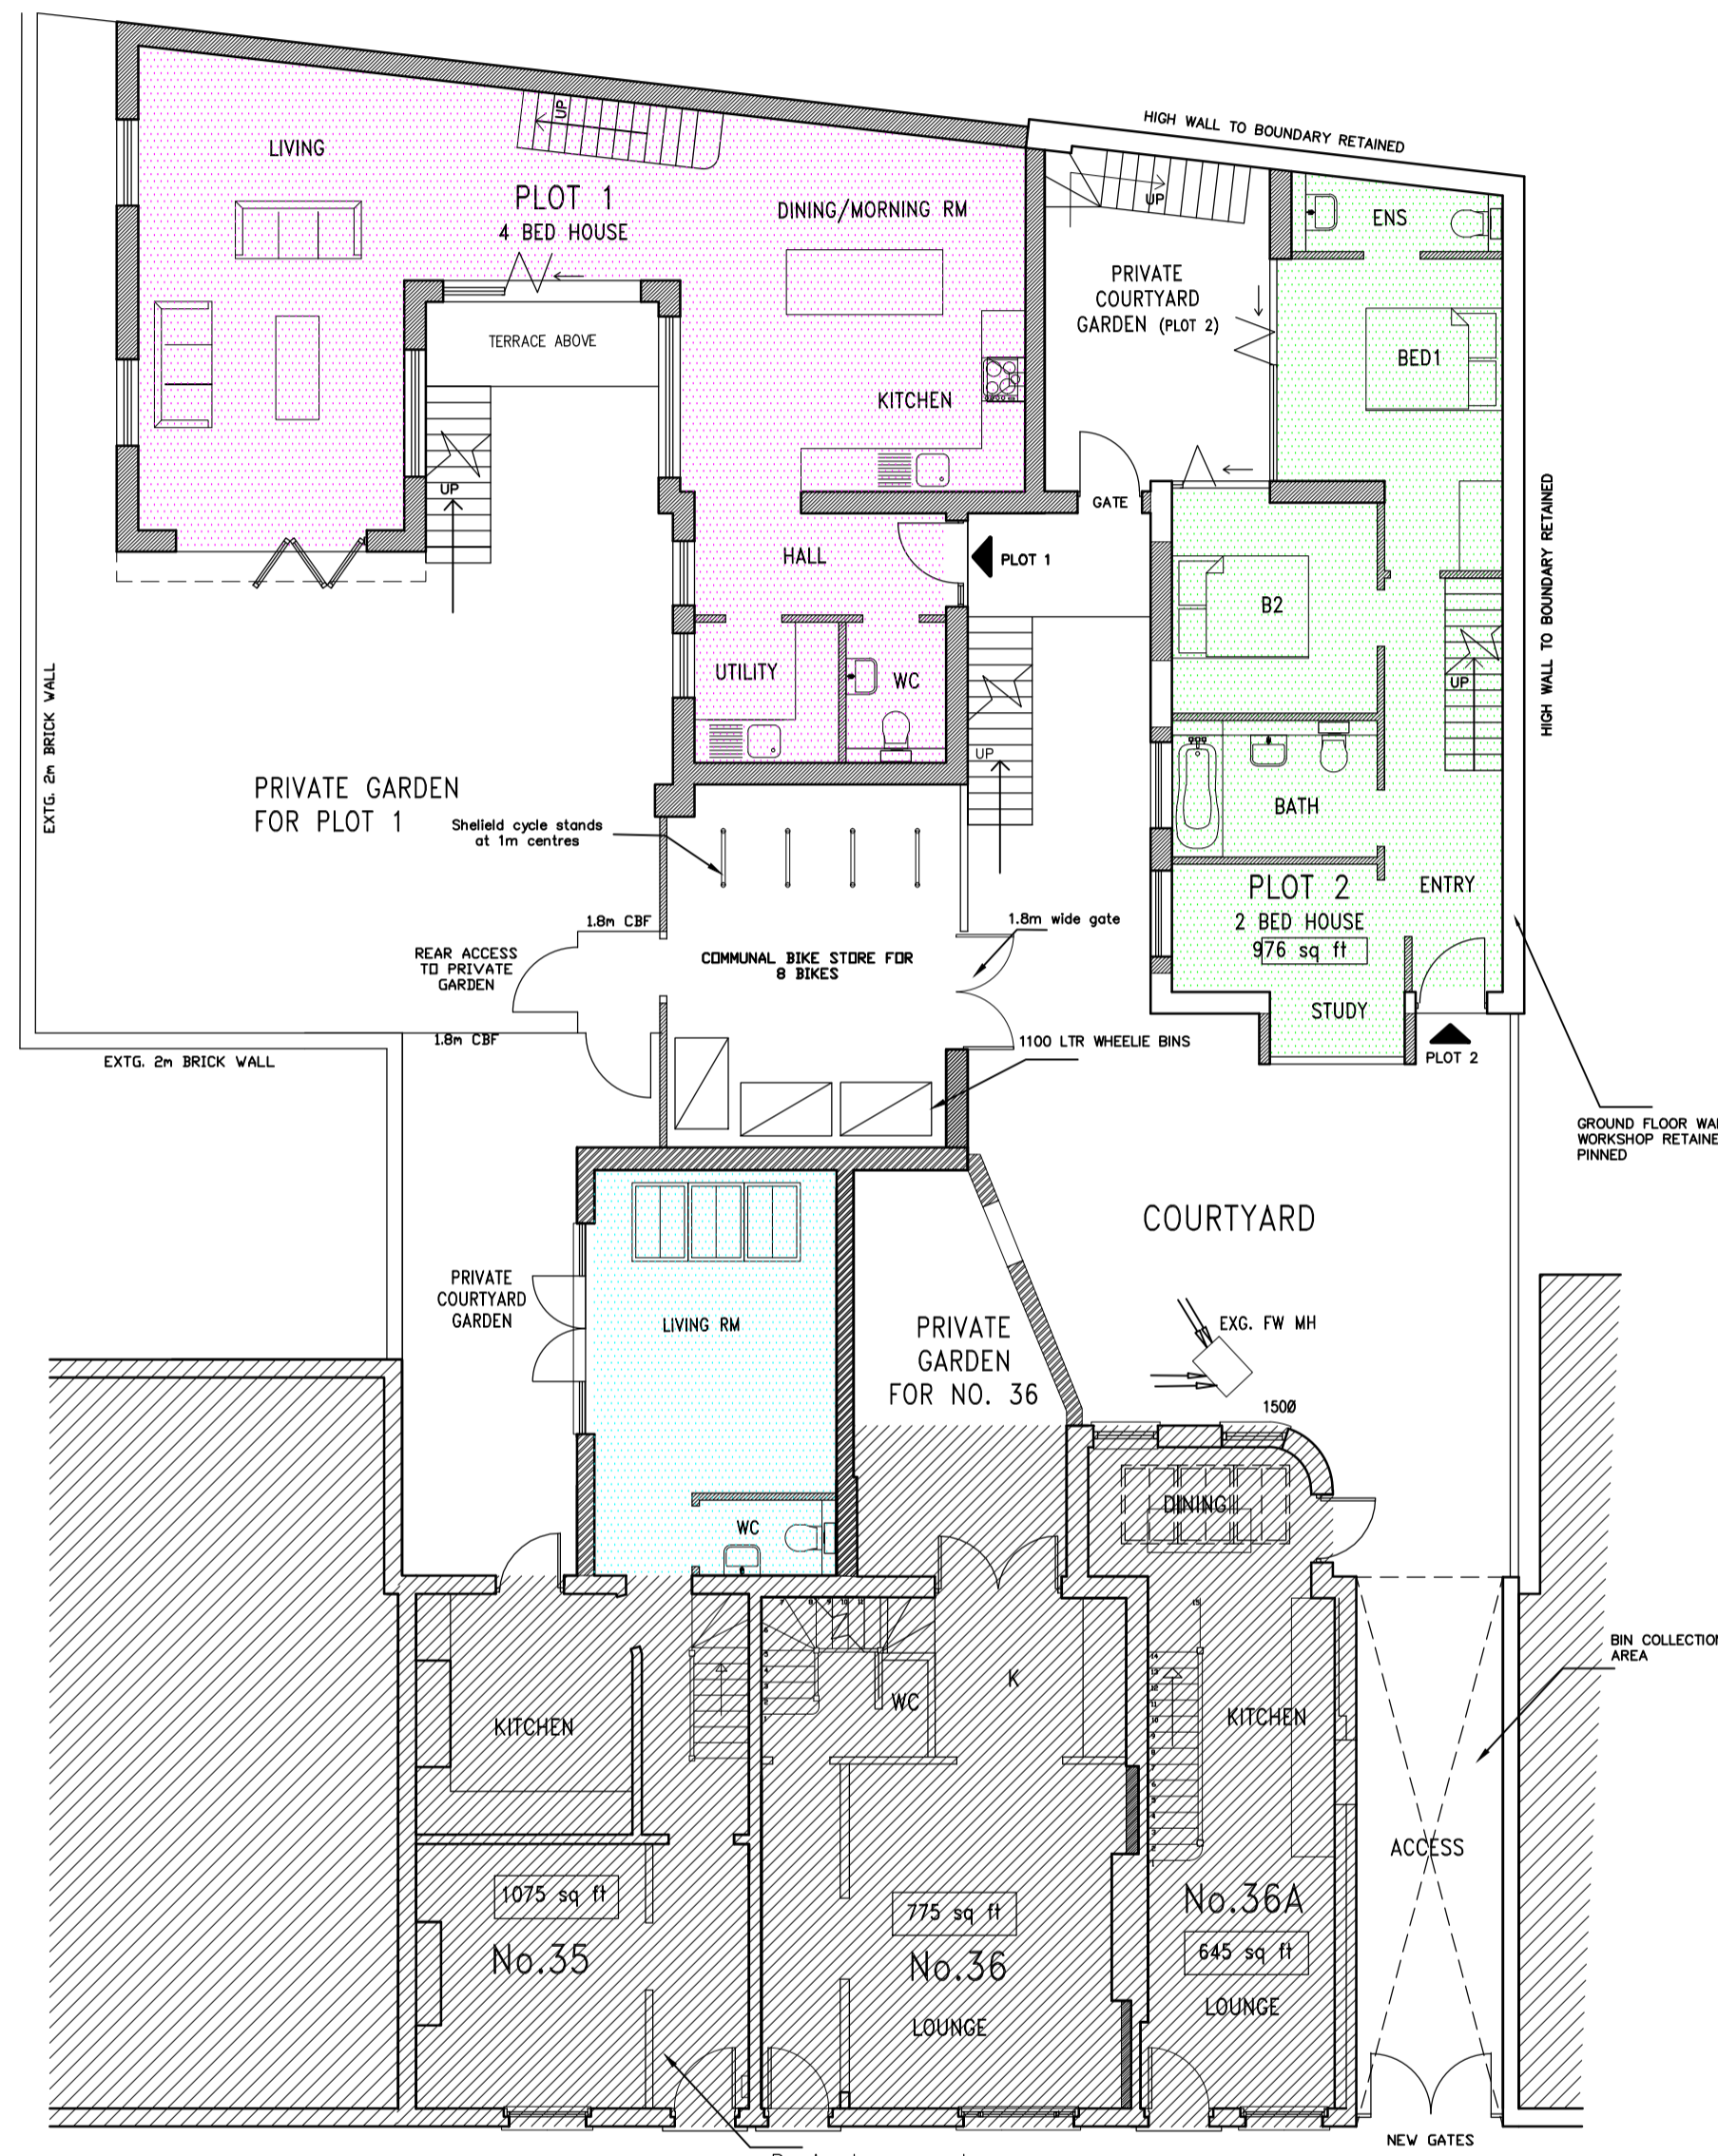 HIGH WALL TO BOUNDARY RETAINED
LIVING
UP
PLOT 1
4 BED HOUSE
DINING/MORNING RM
UP
ENS
PRIVATE
COURTYARD
GARDEN (PLOT 2)
TERRACE ABOVE
BED1
KITCHEN
UP
GATE
HIGH WALL TO BOUNDARY RETAINED
HALL
PLOT 1
B2
EXTG. 2m BRICK WALL
UTILITY
WC
UP
UP
PRIVATE GARDEN
FOR PLOT 1
Shelield cycle stands
at 1m centres
BATH
PLOT 2
2 BED HOUSE
976 sq ft
ENTRY
1.8m CBF
1.8m wide gate
REAR ACCESS
TO PRIVATE
GARDEN
COMMUNAL BIKE STORE FOR
8 BIKES
STUDY
1.8m CBF
1100 LTR WHEELIE BINS
EXTG. 2m BRICK WALL
PLOT 2
GROUND FLOOR WA
WORKSHOP RETAINE
PINNED
COURTYARD
PRIVATE
COURTYARD
GARDEN
LIVING RM
PRIVATE
GARDEN
FOR NO. 36
EXG. FW MH
1500Ø
DINING
WC
BIN COLLECTION
AREA
K
WC
KITCHEN
KITCHEN
ACCESS
1075 sq ft
No.35
775 sq ft
No.36
LOUNGE
No.36A
645 sq ft
LOUNGE
NEW GATES